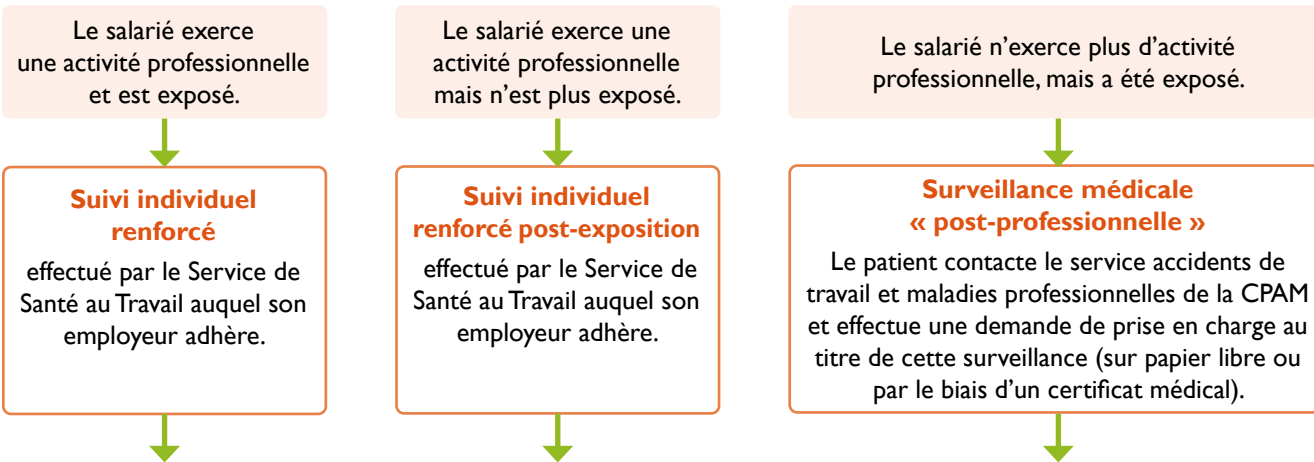 Le salarié exerce
une activité professionnelle
et est exposé.
Suivi individuel
renforcé
effectué par le Service de
Santé au Travail auquel son
employeur adhère.
Le salarié exerce une
activité professionnelle
mais n'est plus exposé.
Suivi individuel
renforcé post-exposition
effectué par le Service de
Santé au Travail auquel son
employeur adhère.
Le salarié n'exerce plus d'activité
professionnelle, mais a été exposé.
Surveillance médicale
« post-professionnelle »
Le patient contacte le service accidents de
travail et maladies professionnelles de la CPAM
et effectue une demande de prise en charge au
titre de cette surveillance (sur papier libre ou
par le biais d'un certificat médical).